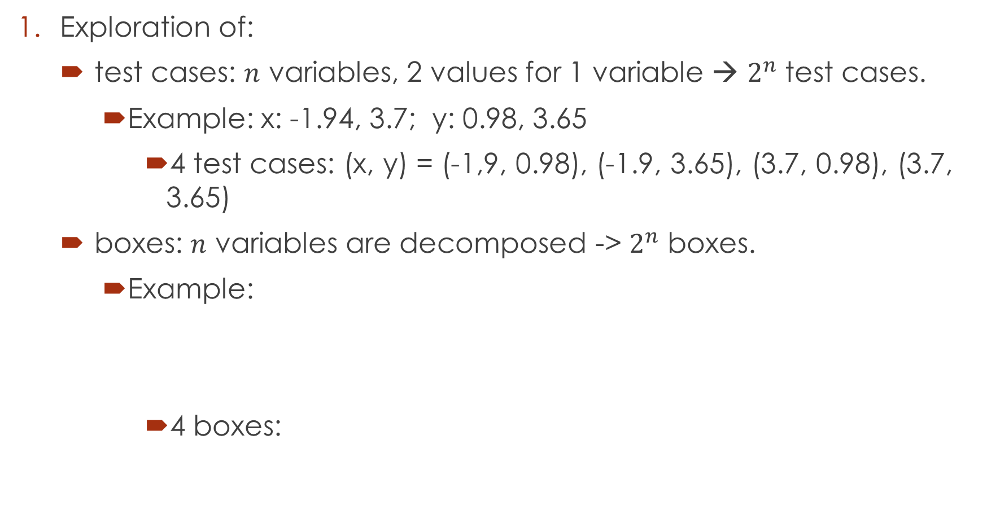 1. Exploration of:
test cases: n variables, 2 values for 1 variable → 2ⁿ test cases.
Example: x: -1.94, 3.7; y: 0.98, 3.65
4 test cases: (x, y) = (-1,9, 0.98), (-1.9, 3.65), (3.7, 0.98), (3.7,
3.65)
boxes: n variables are decomposed -> 2ⁿ boxes.
Example:
4 boxes: